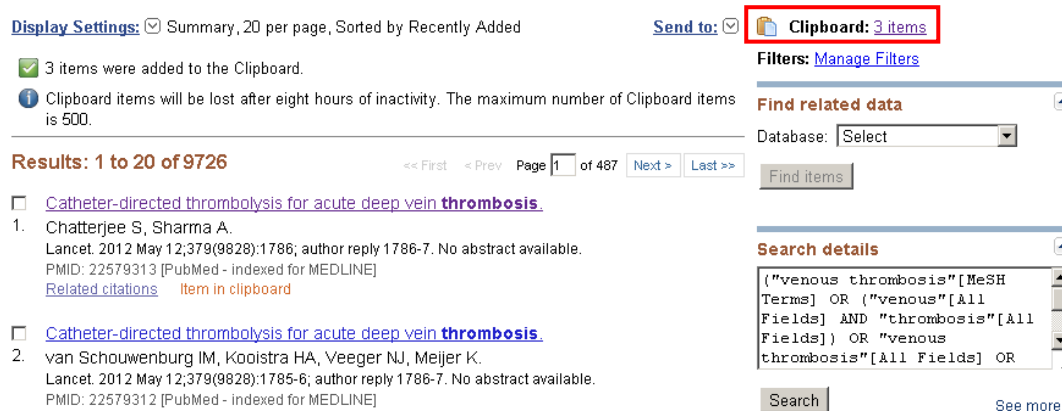 Display Settings: Summary, 20 per page, Sorted by Recently Added
Send to:
3 items were added to the Clipboard.
Clipboard items will be lost after eight hours of inactivity. The maximum number of Clipboard items
is 500.
Results: 1 to 20 of 9726
<< First < Prev Page 1 of 487 Next > Last >>
Catheter-directed thrombolysis for acute deep vein thrombosis.
1. Chatterjee S, Sharma A.
Lancet. 2012 May 12;379(9828):1786; author reply 1786-7. No abstract available.
PMID: 22579313 [PubMed - indexed for MEDLINE]
Related citations Item in clipboard
Catheter-directed thrombolysis for acute deep vein thrombosis.
2. van Schouwenburg IM, Kooistra HA, Veeger NJ, Meijer K.
Lancet. 2012 May 12;379(9828):1785-6; author reply 1786-7. No abstract available.
PMID: 22579312 [PubMed - indexed for MEDLINE]
Clipboard: 3 items
Filters: Manage Filters
Find related data
Database: Select
Find items
Search details
("venous thrombosis"[MeSH
Terms] OR ("venous"[All
Fields] AND "thrombosis"[All
Fields]) OR "venous
thrombosis"[All Fields] OR
Search
See more